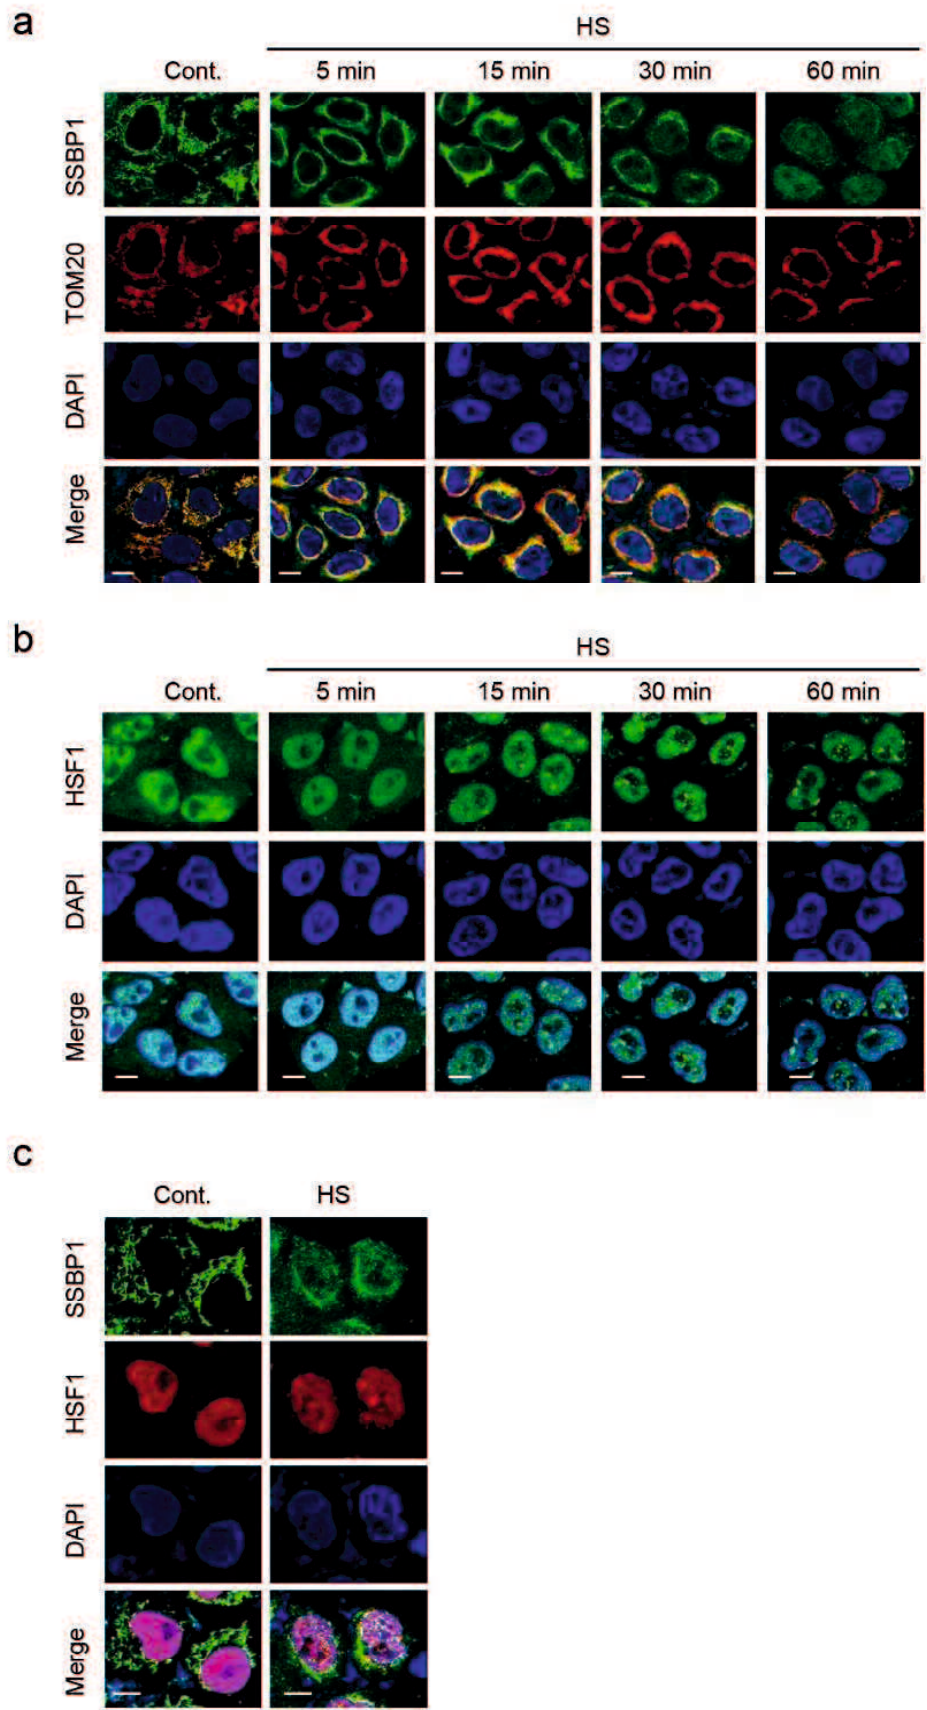 a
HS
Cont. 5 min 15 min 30 min 60 min
SSBP1
TOM20
DAPI
Merge
b
HS
Cont. 5 min 15 min 30 min 60 min
HSF1
DAPI
Merge
c
Cont. HS
SSBP1
HSF1
DAPI
Merge